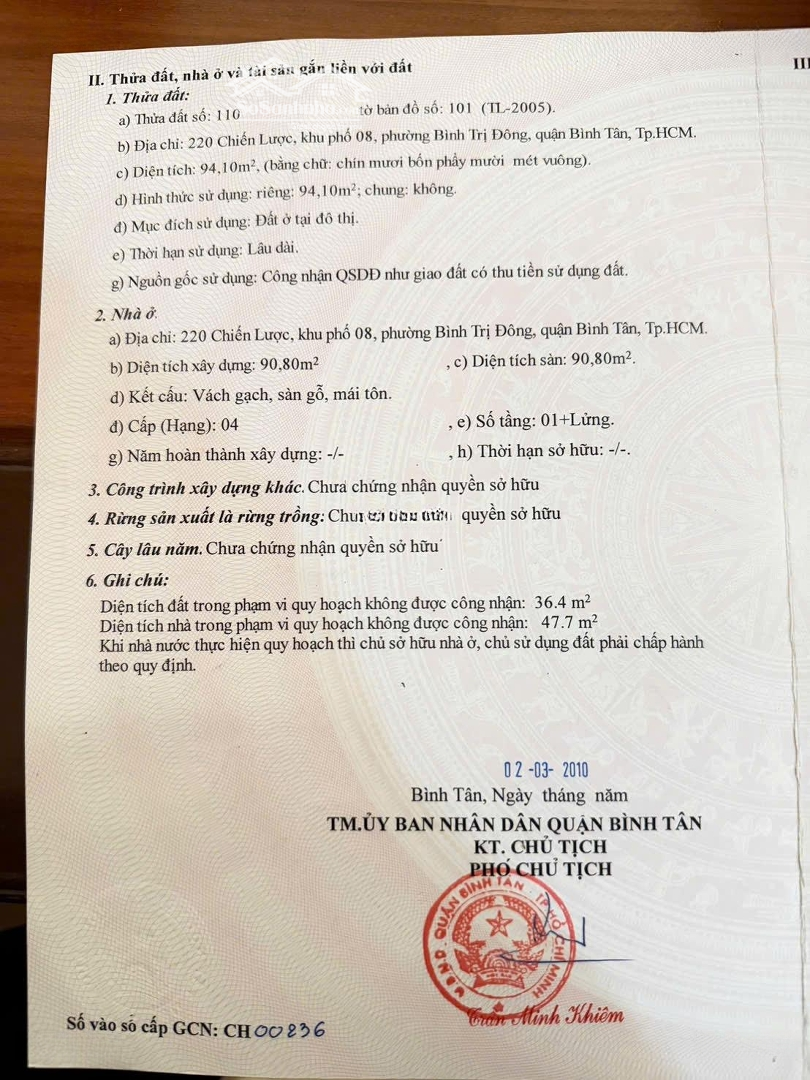 II. Thửa đất, nhà ở và tài sản gắn liền với đất
III
1. Thửa đất:
a) Thửa đất số: 110 tờ bản đồ số: 101 (TL-2005).
b) Địa chỉ: 220 Chiến Lược, khu phố 08, phường Bình Trị Đông, quận Bình Tân, Tp.HCM.
c) Diện tích: 94,10m², (bằng chữ: chín mươi bốn phẩy mười mét vuông).
d) Hình thức sử dụng: riêng: 94,10m²; chung: không.
đ) Mục đích sử dụng: Đất ở tại đô thị.
e) Thời hạn sử dụng: Lâu dài.
g) Nguồn gốc sử dụng: Công nhận QSDĐ như giao đất có thu tiền sử dụng đất.
2. Nhà ở.
a) Địa chỉ: 220 Chiến Lược, khu phố 08, phường Bình Trị Đông, quận Bình Tân, Tp.HCM.
b) Diện tích xây dựng: 90,80m² , c) Diện tích sàn: 90,80m².
d) Kết cấu: Vách gạch, sàn gỗ, mái tôn.
đ) Cấp (Hạng): 04 , e) Số tầng: 01+Lửng.
g) Năm hoàn thành xây dựng: -/- , h) Thời hạn sở hữu: -/-.
3. Công trình xây dựng khác. Chưa chứng nhận quyền sở hữu
4. Rừng sản xuất là rừng trồng: quyền sở hữu
5. Cây lâu năm. Chưa chứng nhận quyền sở hữu
6. Ghi chú:
Diện tích đất trong phạm vi quy hoạch không được công nhận: 36.4 m²
Diện tích nhà trong phạm vi quy hoạch không được công nhận: 47.7 m²
Khi nhà nước thực hiện quy hoạch thì chủ sở hữu nhà ở, chủ sử dụng đất phải chấp hành
theo quy định.
02 -03- 2010
Bình Tân, Ngày tháng năm
TM.ỦY BAN NHÂN DÂN QUẬN BÌNH TÂN
KT. CHỦ TỊCH
PHÓ CHỦ TỊCH
U.B.N.D. QUẬN BÌNH TÂN - TP HỒ CHÍ MINH
Trần Minh Khiêm
Số vào sổ cấp GCN: CH 00836